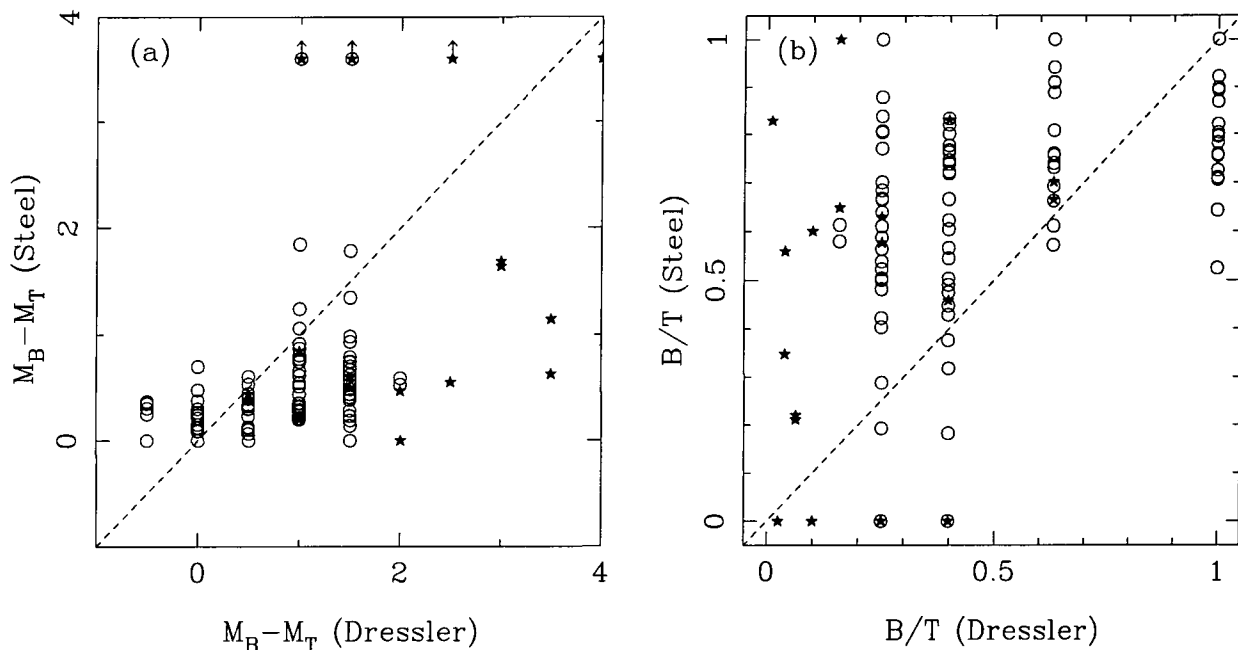 (a)
4
2
0
M_B−M_T (Steel)
0 2 4
M_B−M_T (Dressler)
(b)
1
0.5
0
B/T (Steel)
0 0.5 1
B/T (Dressler)